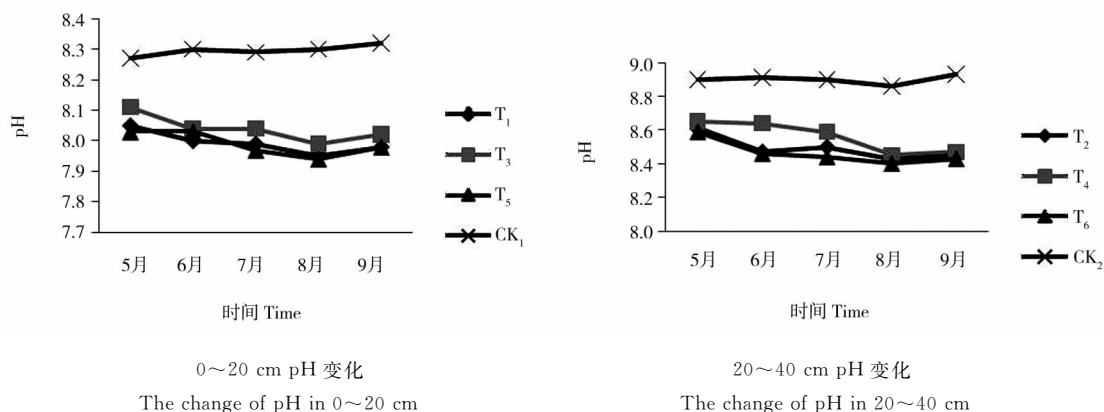 8.4
8.3
8.2
8.1
8.0
7.9
7.8
7.7
pH
5月 6月 7月 8月 9月
时间 Time
T1
T3
T5
CK1
0～20 cm pH 变化
The change of pH in 0～20 cm
9.0
8.8
8.6
8.4
8.2
8.0
pH
5月 6月 7月 8月 9月
时间 Time
T2
T4
T6
CK2
20～40 cm pH 变化
The change of pH in 20～40 cm